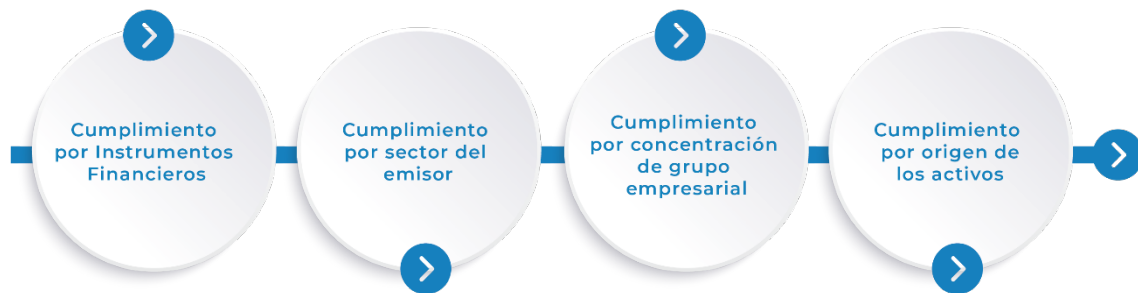 Cumplimiento
por Instrumentos
Financieros
Cumplimiento
por sector del
emisor
Cumplimiento
por concentración
de grupo
empresarial
Cumplimiento
por origen de
los activos